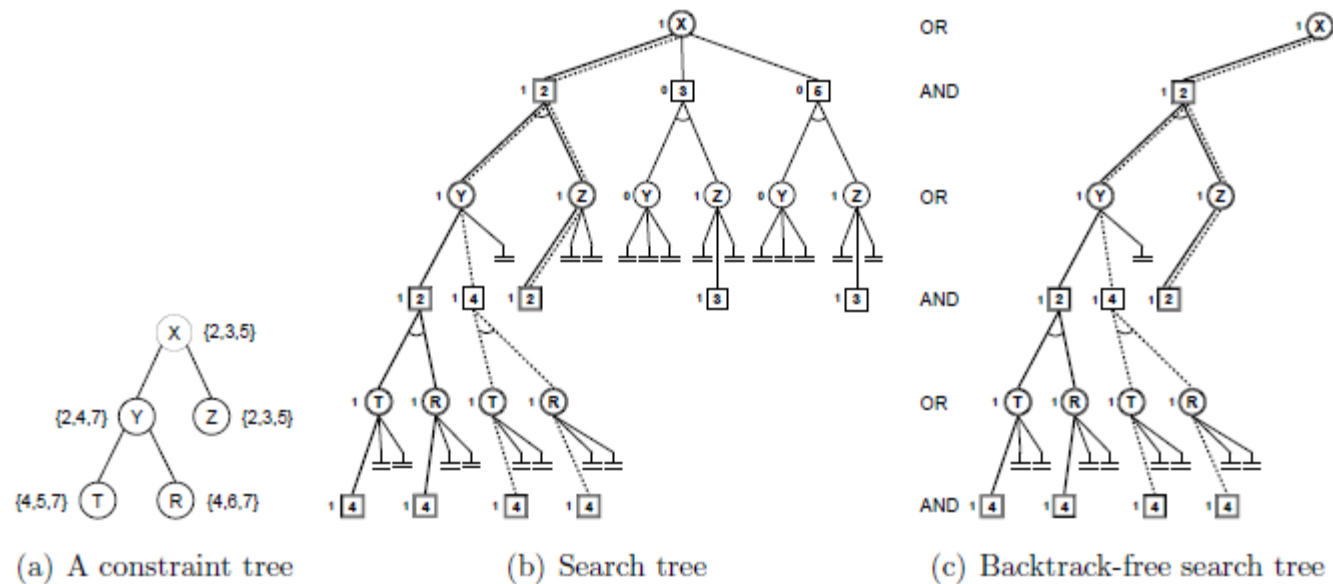 1 X OR 1 X
1 2 0 3 0 5 AND 1 2
1 Y 1 Z 0 Y 1 Z 0 Y 1 Z OR 1 Y 1 Z
1 2 1 4 1 2 1 3 1 3 AND 1 2 1 4 1 2
X {2,3,5}
{2,4,7} Y Z {2,3,5}
1 T 1 R 1 T 1 R OR 1 T 1 R 1 T 1 R
{4,5,7} T R {4,6,7}
1 4 1 4 1 4 1 4 AND 1 4 1 4 1 4 1 4
(a) A constraint tree
(b) Search tree
(c) Backtrack-free search tree